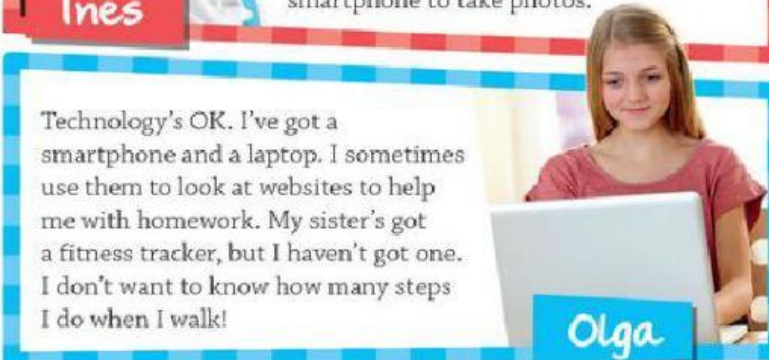 Ines
smartphone to take photos.
Technology's OK. I've got a
smartphone and a laptop. I sometimes
use them to look at websites to help
me with homework. My sister's got
a fitness tracker, but I haven't got one.
I don't want to know how many steps
I do when I walk!
Olga